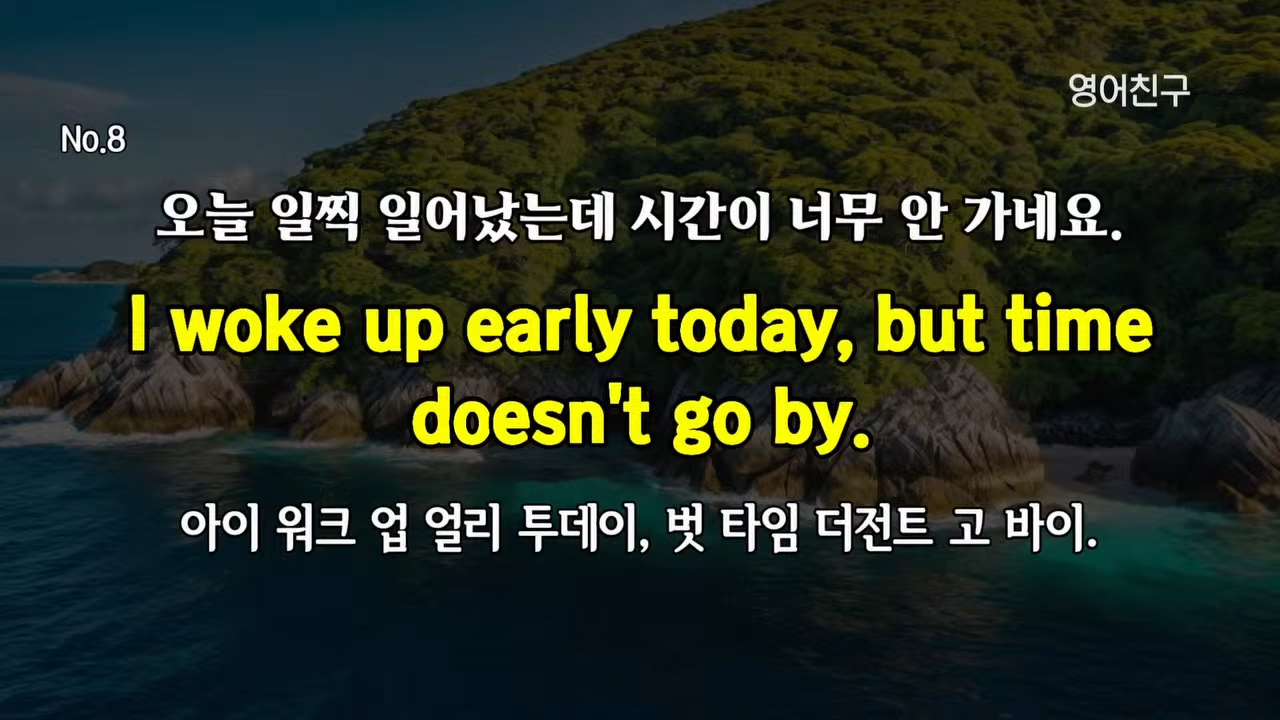 영어친구
No.8
오늘 일찍 일어났는데 시간이 너무 안 가네요.
I woke up early today, but time
doesn't go by.
아이 워크 업 얼리 투데이, 벗 타임 더전트 고 바이.